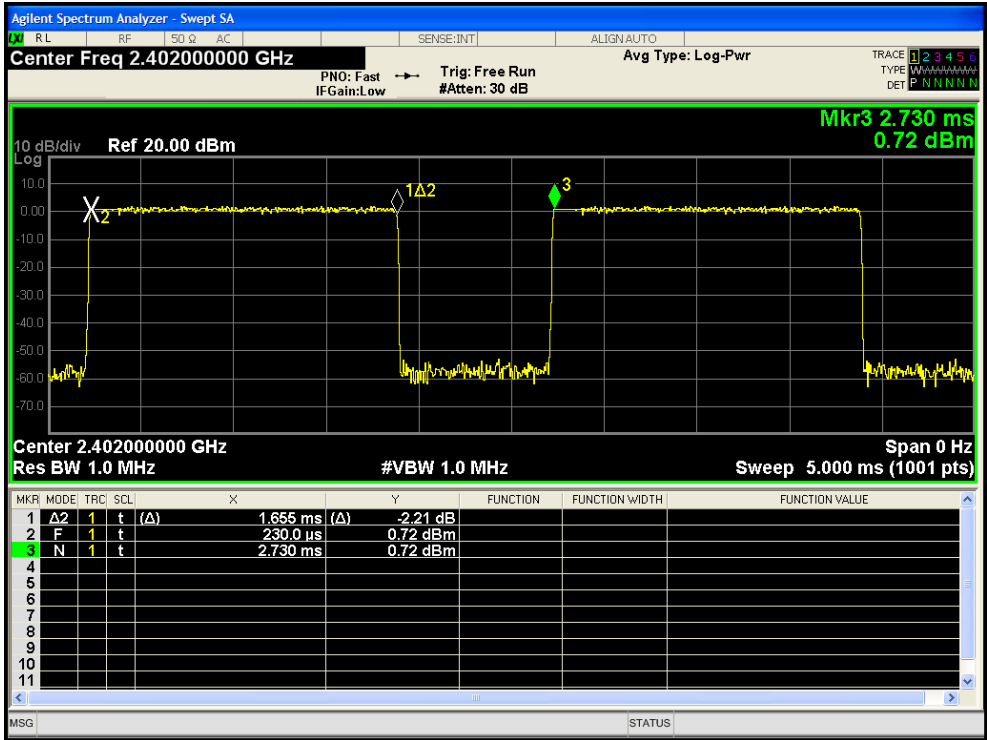 Agilent Spectrum Analyzer - Swept SA
LXI RL RF 50 Ω AC SENSE:INT ALIGN AUTO
Center Freq 2.402000000 GHz
PNO: Fast
IFGain:Low
Trig: Free Run
#Atten: 30 dB
Avg Type: Log-Pwr
TRACE 1 2 3 4 5 6
TYPE
DET P N N N N N
Mkr3 2.730 ms
0.72 dBm
10 dB/div Ref 20.00 dBm
Log
10.0
0.00
-10.0
-20.0
-30.0
-40.0
-50.0
-60.0
-70.0
2
1Δ2
3
Center 2.402000000 GHz Span 0 Hz
Res BW 1.0 MHz #VBW 1.0 MHz Sweep 5.000 ms (1001 pts)
MKR MODE TRC SCL X Y FUNCTION FUNCTION WIDTH FUNCTION VALUE
1 Δ2 1 t (Δ) 1.655 ms (Δ) -2.21 dB
2 F 1 t 230.0 µs 0.72 dBm
3 N 1 t 2.730 ms 0.72 dBm
4
5
6
7
8
9
10
11
MSG STATUS